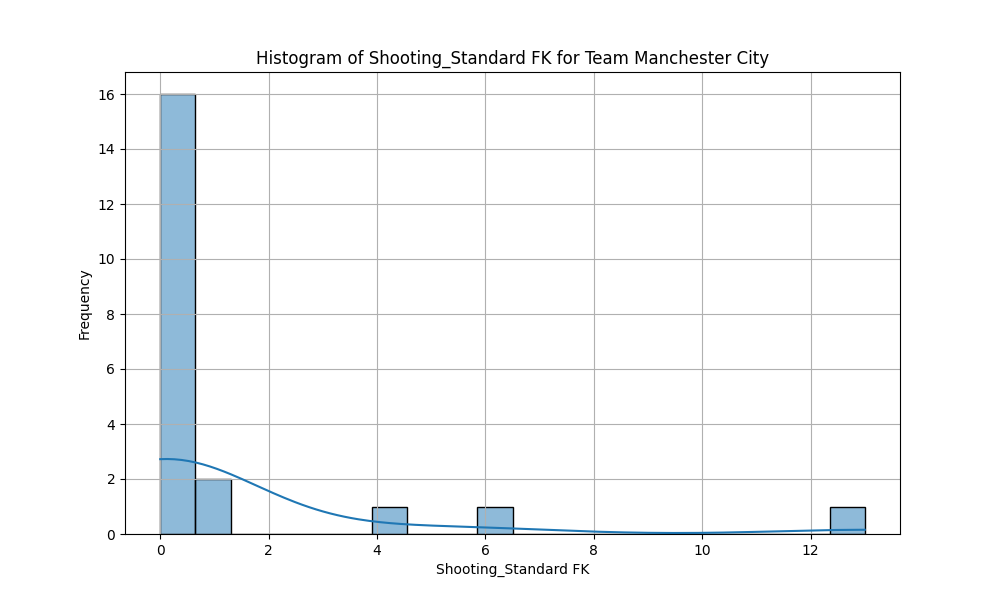 Histogram of Shooting_Standard FK for Team Manchester City
16
14
12
10
8
6
4
2
0
Frequency
0 2 4 6 8 10 12
Shooting_Standard FK